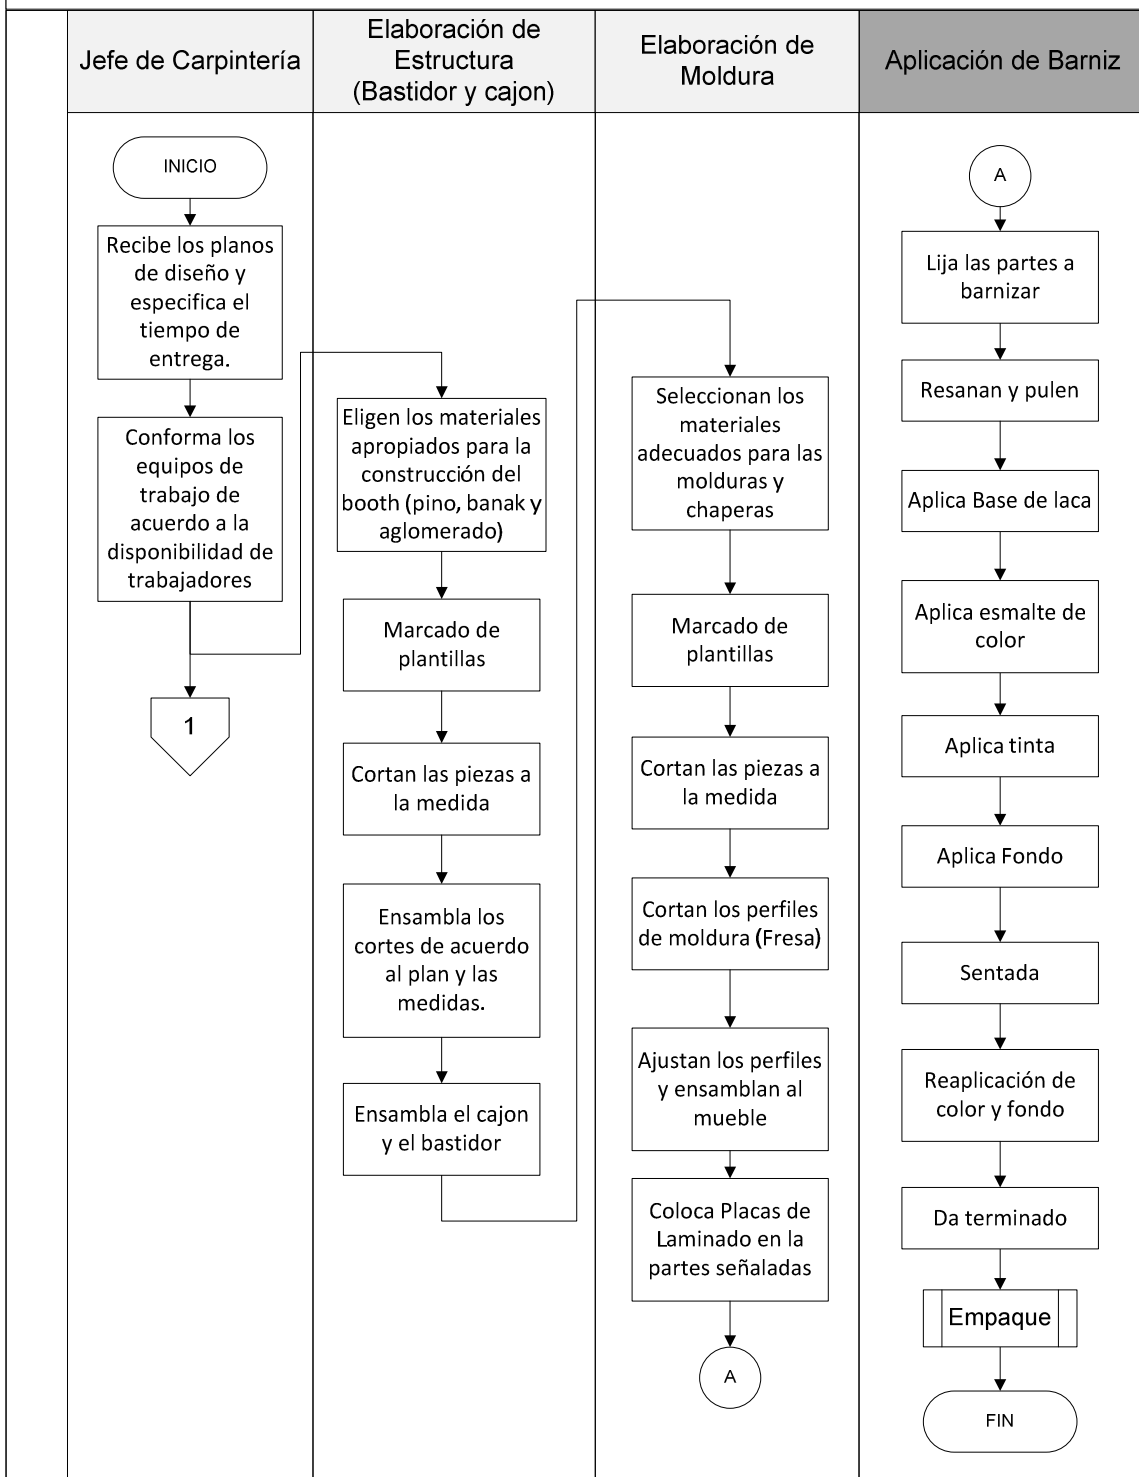 Jefe de Carpintería
Elaboración de
Estructura
(Bastidor y cajon)
Elaboración de
Moldura
Aplicación de Barniz
INICIO
Recibe los planos
de diseño y
especifica el
tiempo de
entrega.
Conforma los
equipos de
trabajo de
acuerdo a la
disponibilidad de
trabajadores
1
Eligen los materiales
apropiados para la
construcción del
booth (pino, banak y
aglomerado)
Marcado de
plantillas
Cortan las piezas a
la medida
Ensambla los
cortes de acuerdo
al plan y las
medidas.
Ensambla el cajon
y el bastidor
Seleccionan los
materiales
adecuados para las
molduras y
chaperas
Marcado de
plantillas
Cortan las piezas a
la medida
Cortan los perfiles
de moldura (Fresa)
Ajustan los perfiles
y ensamblan al
mueble
Coloca Placas de
Laminado en la
partes señaladas
A
A
Lija las partes a
barnizar
Resanan y pulen
Aplica Base de laca
Aplica esmalte de
color
Aplica tinta
Aplica Fondo
Sentada
Reaplicación de
color y fondo
Da terminado
Empaque
FIN